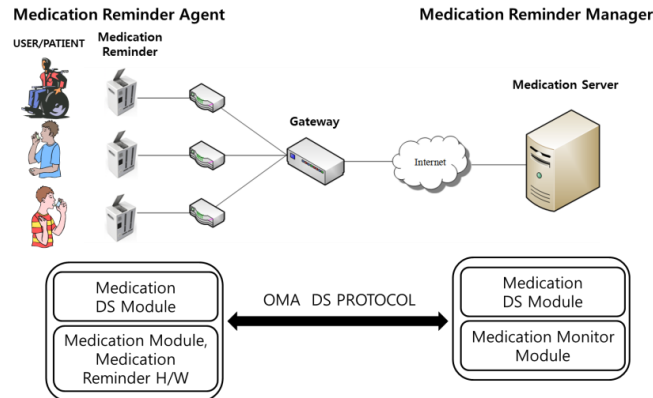 Medication Reminder Agent
Medication Reminder Manager
USER/PATIENT
Medication
Reminder
Medication Server
Gateway
Internet
Medication
DS Module
Medication Module,
Medication
Reminder H/W
OMA DS PROTOCOL
Medication
DS Module
Medication Monitor
Module